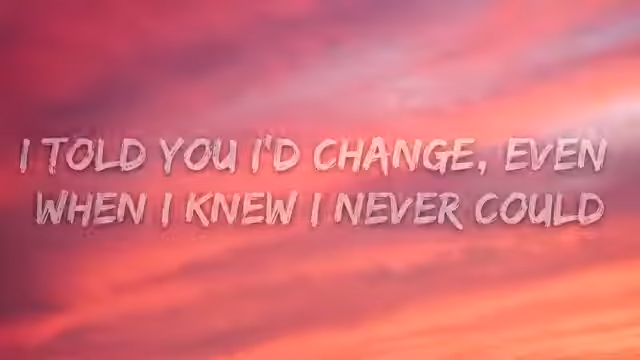 I TOLD YOU I'D CHANGE, EVEN
WHEN I KNEW I NEVER COULD